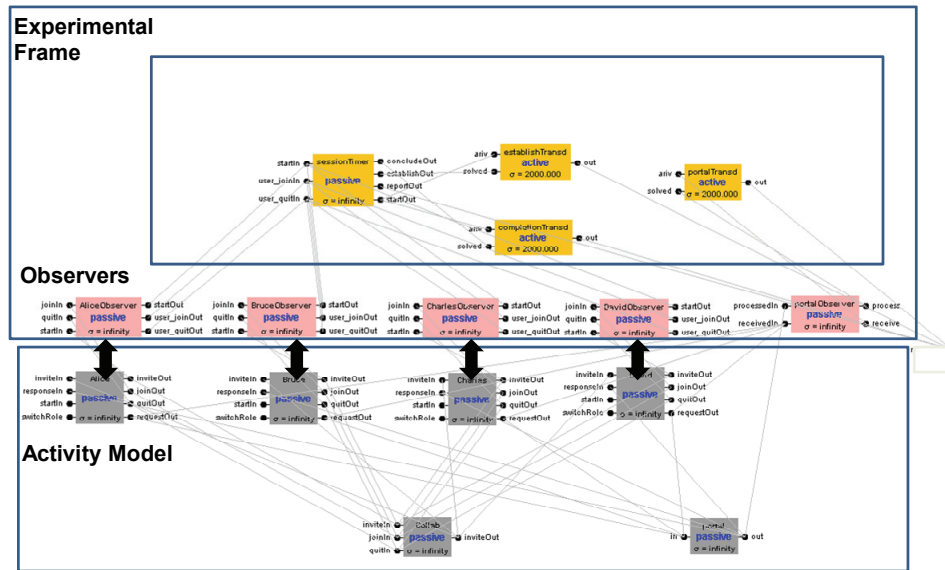 Experimental
Frame
startIn
user_joinIn
user_quitIn
sessionTimer
passive
σ = infinity
concludeOut
establishOut
reportOut
startOut
ariv
solved
establishTransd
active
σ = 2000.000
out
ariv
solved
portalTransd
active
σ = 2000.000
out
ariv
solved
completionTransd
active
σ = 2000.000
out
Observers
joinIn
quitIn
startIn
AliceObserver
passive
σ = infinity
startOut
user_joinOut
user_quitOut
joinIn
quitIn
startIn
BruceObserver
passive
σ = infinity
startOut
user_joinOut
user_quitOut
joinIn
quitIn
startIn
CharlesObserver
passive
σ = infinity
startOut
user_joinOut
user_quitOut
joinIn
quitIn
startIn
DavidObserver
passive
σ = infinity
startOut
user_joinOut
user_quitOut
processedIn
receivedIn
portalObserver
passive
σ = infinity
process
receive
inviteIn
responseIn
startIn
switchRole
Alice
passive
σ = infinity
inviteOut
joinOut
quitOut
requestOut
inviteIn
responseIn
startIn
switchRole
Bruce
passive
σ = infinity
inviteOut
joinOut
quitOut
requestOut
inviteIn
responseIn
startIn
switchRole
Charles
passive
σ = infinity
inviteOut
joinOut
quitOut
requestOut
inviteIn
responseIn
startIn
switchRole
passive
σ = infinity
inviteOut
joinOut
quitOut
requestOut
Activity Model
inviteIn
joinIn
quitIn
Collab
passive
σ = infinity
inviteOut
in
portal
passive
σ = infinity
out